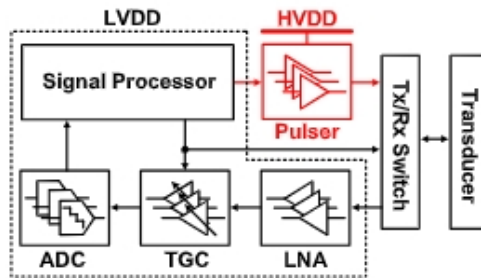 LVDD
HVDD
Signal Processor
Pulser
Tx/Rx Switch
Transducer
ADC
TGC
LNA